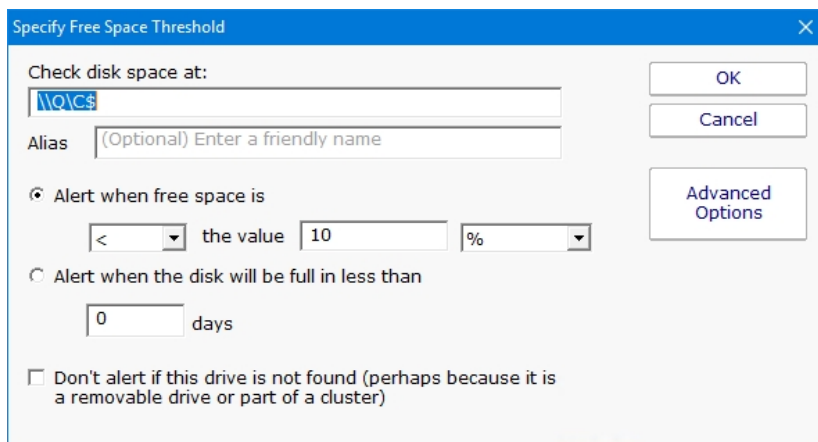 Specify Free Space Threshold
Check disk space at:
OK
\\Q\C$
Cancel
Alias (Optional) Enter a friendly name
Advanced
Options
Alert when free space is
< the value 10 %
Alert when the disk will be full in less than
0 days
Don't alert if this drive is not found (perhaps because it is
a removable drive or part of a cluster)